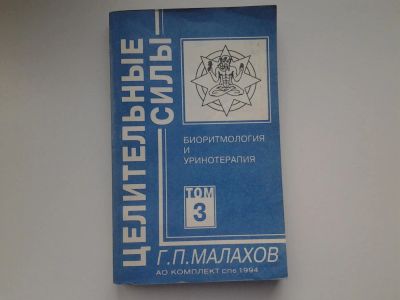 ЦЕЛИТЕЛЬНЫЕ
СИЛЫ
БИОРИТМОЛОГИЯ
И
УРИНОТЕРАПИЯ
ТОМ
3
Г.П.МАЛАХОВ
АО КОМПЛЕКТ СПб 1994